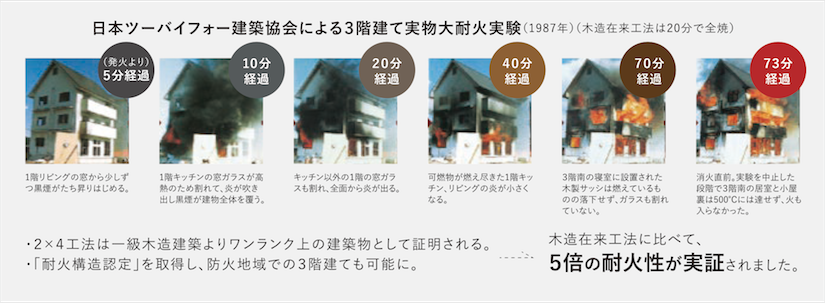 日本ツーバイフォー建築協会による3階建て実物大耐火実験(1987年)(木造在来工法は20分で全焼)
(発火より)
5分経過
10分
経過
20分
経過
40分
経過
70分
経過
73分
経過
1階リビングの窓から少しず
つ黒煙がたち昇りはじめる。
1階キッチンの窓ガラスが高
熱のため割れて、炎が吹き
出し黒煙が建物全体を覆う。
キッチン以外の1階の窓ガラ
スも割れ、全面から炎が出る。
可燃物が燃え尽きた1階キッ
チン、リビングの炎が小さく
なる。
3階南の寝室に設置された
木製サッシは燃えているも
のの落下せず、ガラスも割れ
ていない。
消火直前。実験を中止した
段階で3階南の居室と小屋
裏は500℃には達せず、火も
入らなかった。
・2×4工法は一級木造建築よりワンランク上の建築物として証明される。
・「耐火構造認定」を取得し、防火地域での3階建ても可能に。
木造在来工法に比べて、
5倍の耐火性が実証されました。